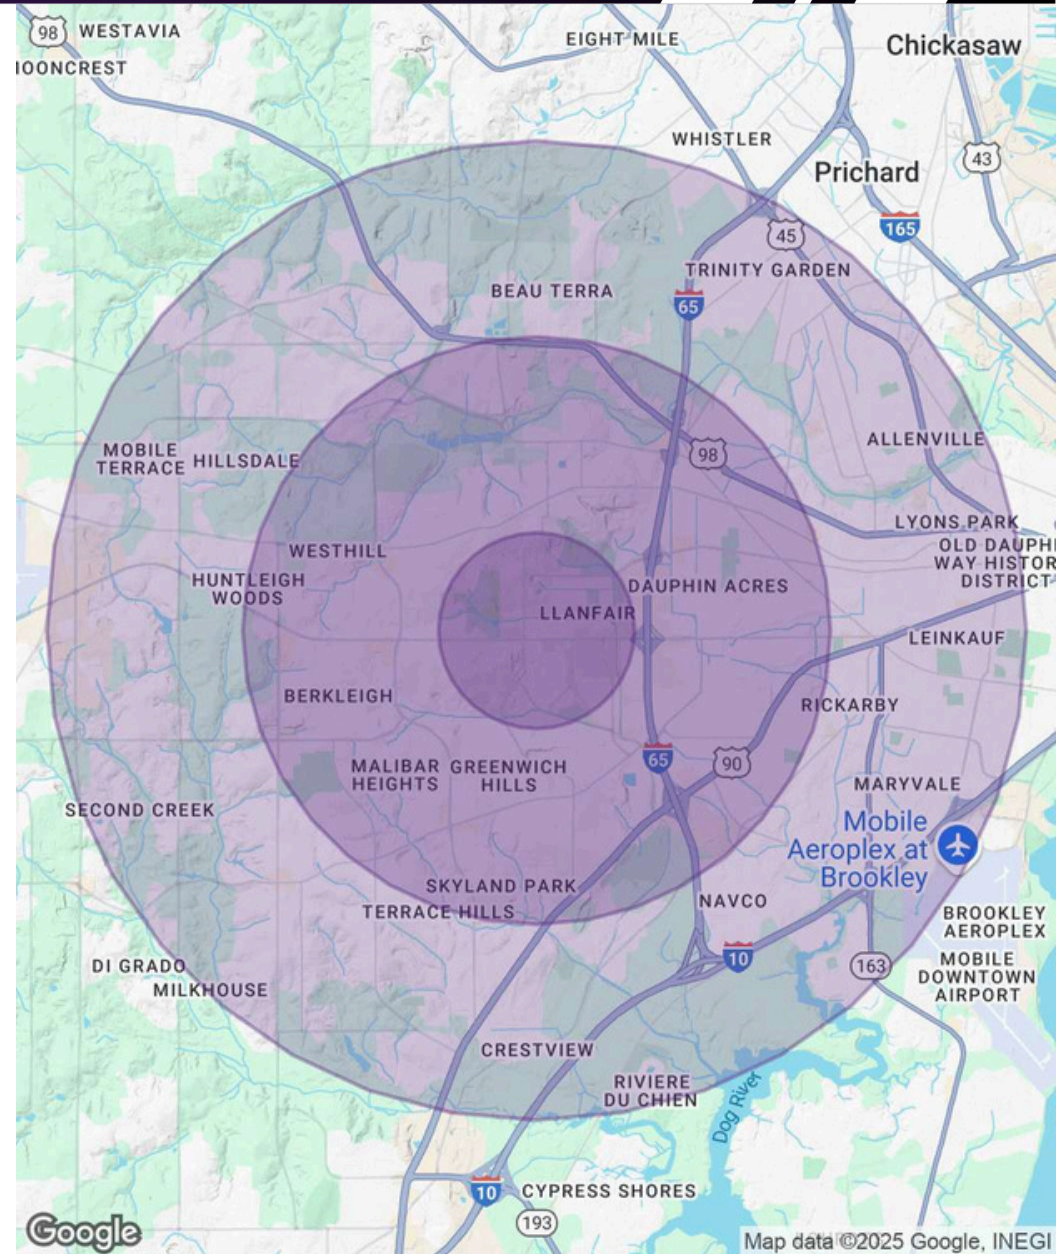 98
WESTAVIA
EIGHT MILE
Chickasaw
OONCREST
WHISTLER
43
Prichard
165
45
TRINITY GARDEN
BEAU TERRA
65
ALLENVILLE
MOBILE
TERRACE
HILLSDALE
98
LYONS PARK
WESTHILL
OLD DAUPHI
WAY HISTOR
DISTRICT
HUNTLEIGH
WOODS
DAUPHIN ACRES
LLANFAIR
LEINKAUF
BERKLEIGH
RICKARBY
65
90
MALIBAR
HEIGHTS
GREENWICH
HILLS
MARYVALE
SECOND CREEK
Mobile
Aeroplex at
Brookley
SKYLAND PARK
NAVCO
TERRACE HILLS
BROOKLEY
AEROPLEX
10
163
DI GRADO
MOBILE
DOWNTOWN
AIRPORT
MILKHOUSE
CRESTVIEW
RIVIERE
DU CHIEN
Dog River
10
CYPRESS SHORES
193
Google
Map data ©2025 Google, INEGI